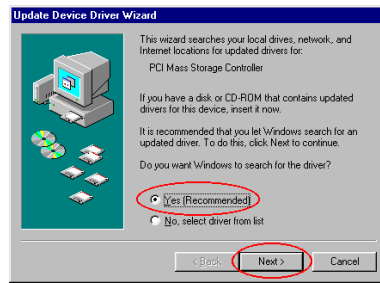 Update Device Driver Wizard
This wizard searches your local drives, network, and
Internet locations for updated drivers for:
PCI Mass Storage Controller
If you have a disk or CD-ROM that contains updated
drivers for this device, insert it now.
It is recommended that you let Windows search for an
updated driver. To do this, click Next to continue.
Do you want Windows to search for the driver?
Yes (Recommended)
No, select driver from list
< Back
Next >
Cancel